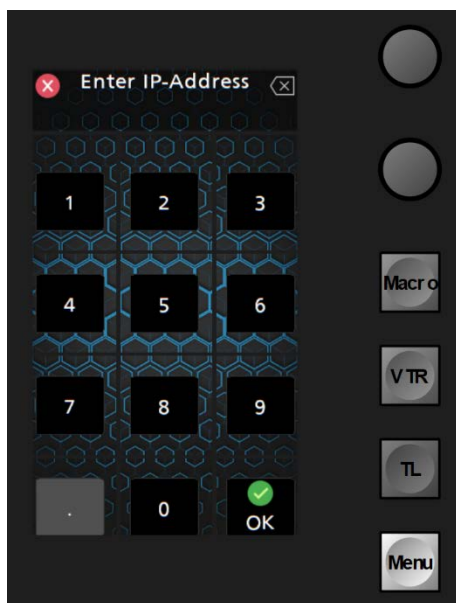 Enter IP-Address
1 2 3
Macro
4 5 6
VTR
7 8 9
TL
. 0 OK
Menu